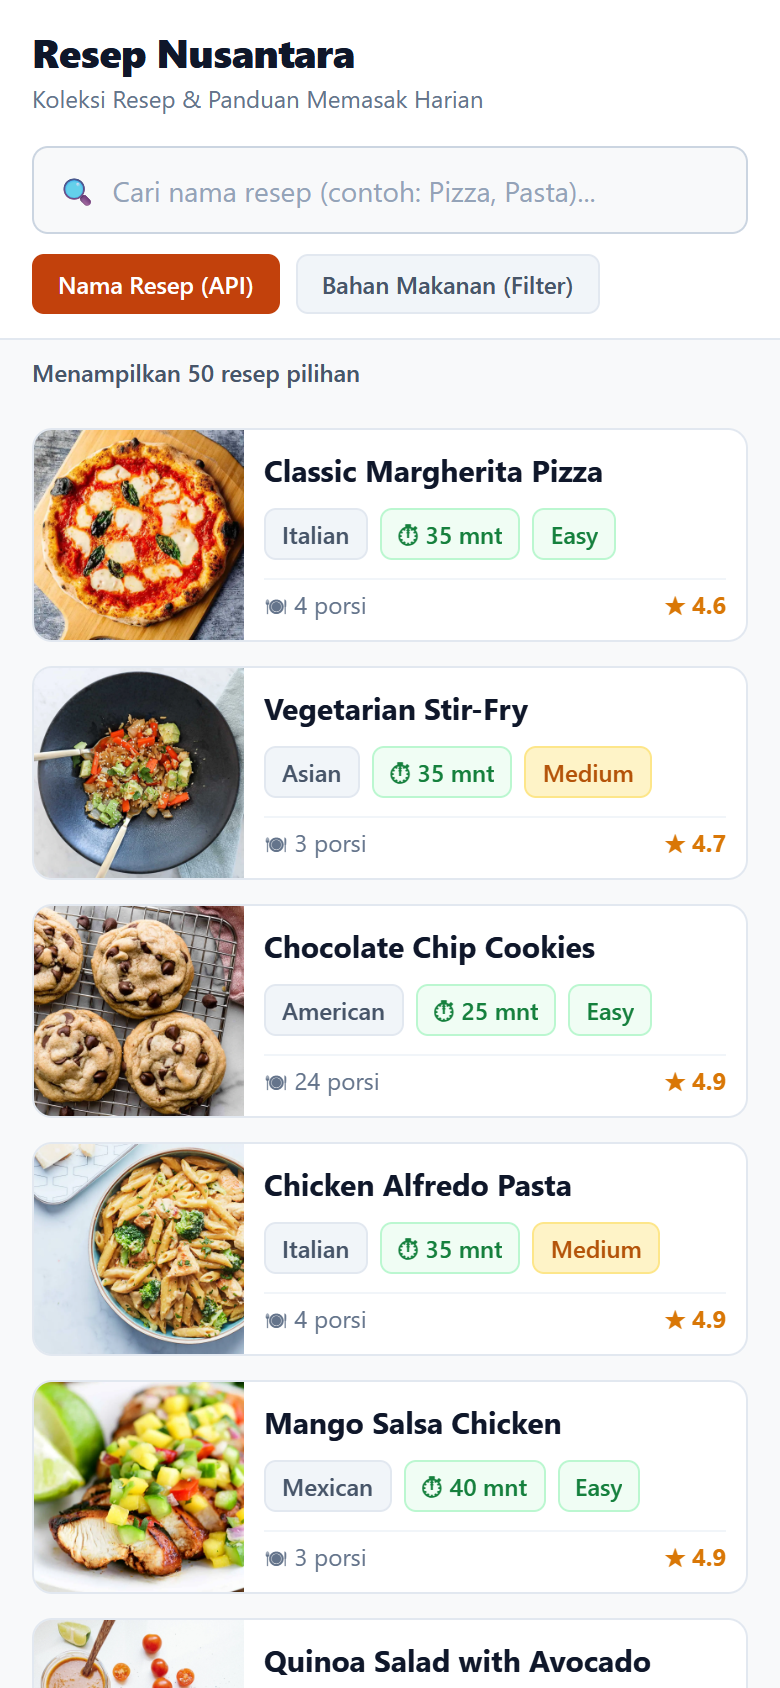 Resep Nusantara
Koleksi Resep & Panduan Memasak Harian
🔍 Cari nama resep (contoh: Pizza, Pasta)...
Nama Resep (API) Bahan Makanan (Filter)
Menampilkan 50 resep pilihan
Classic Margherita Pizza
Italian ⏱ 35 mnt Easy
🍽 4 porsi ★ 4.6
Vegetarian Stir-Fry
Asian ⏱ 35 mnt Medium
🍽 3 porsi ★ 4.7
Chocolate Chip Cookies
American ⏱ 25 mnt Easy
🍽 24 porsi ★ 4.9
Chicken Alfredo Pasta
Italian ⏱ 35 mnt Medium
🍽 4 porsi ★ 4.9
Mango Salsa Chicken
Mexican ⏱ 40 mnt Easy
🍽 3 porsi ★ 4.9
Quinoa Salad with Avocado